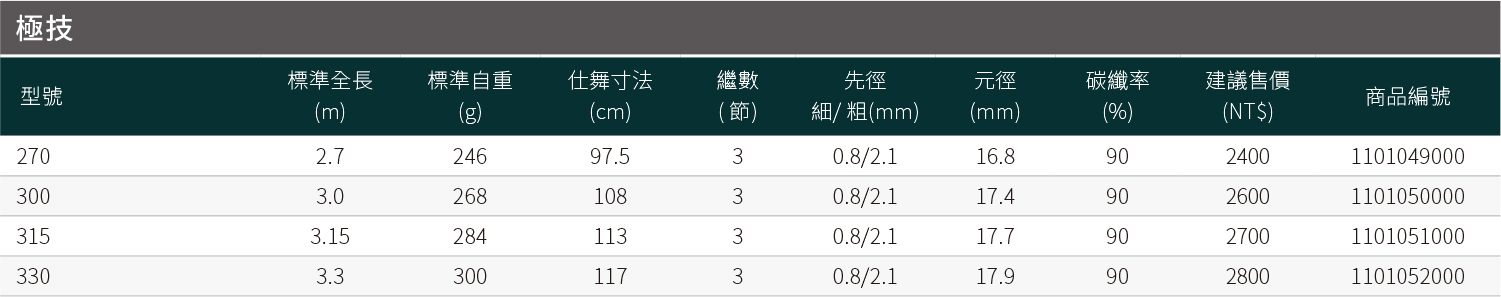 極技
型號 標準全長 (m) 標準自重 (g) 仕舞寸法 (cm) 繼數 ( 節) 先徑 細/ 粗(mm) 元徑 (mm) 碳纖率 (%) 建議售價 (NT$) 商品編號
270 2.7 246 97.5 3 0.8/2.1 16.8 90 2400 1101049000
300 3.0 268 108 3 0.8/2.1 17.4 90 2600 1101050000
315 3.15 284 113 3 0.8/2.1 17.7 90 2700 1101051000
330 3.3 300 117 3 0.8/2.1 17.9 90 2800 1101052000